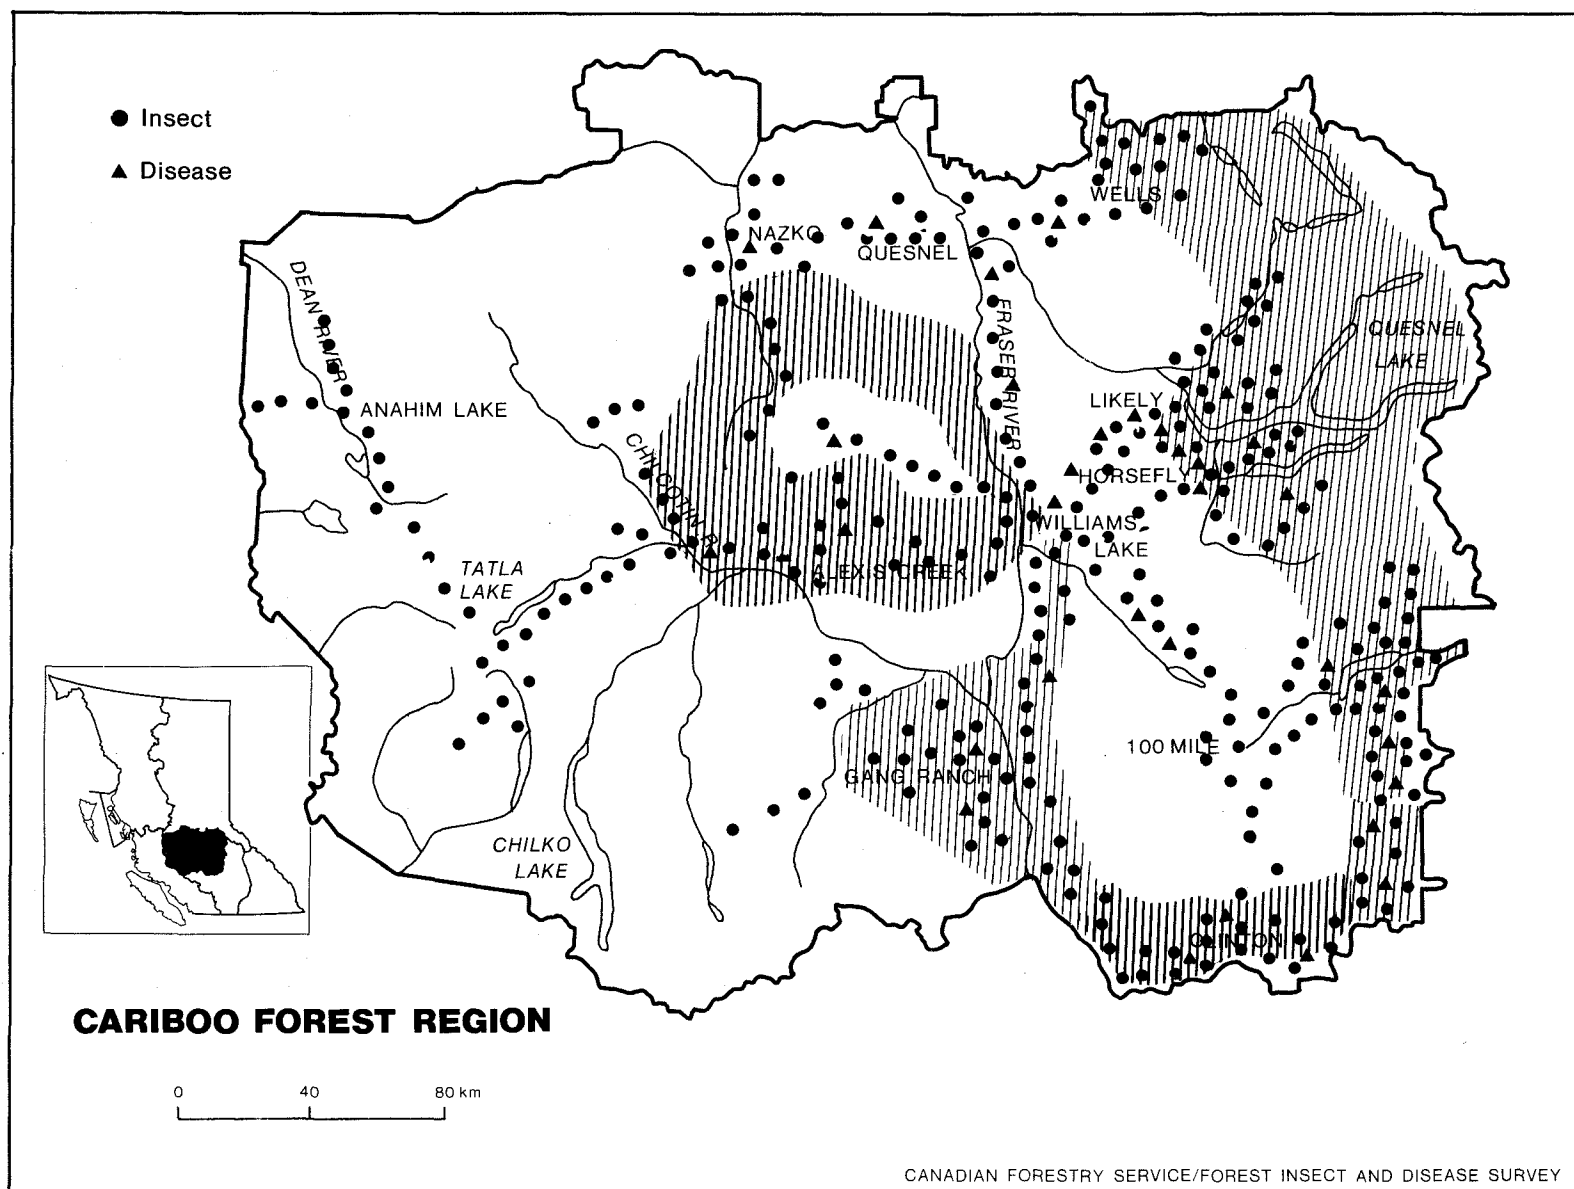 Insect
Disease
WELLS
NAZKO
QUESNEL
DEAN RIVER
FRASER RIVER
QUESNEL
LAKE
ANAHIM LAKE
LIKELY
CHILCOTIN R.
HORSEFLY
WILLIAMS
LAKE
TATLA
LAKE
ALEXIS CREEK
100 MILE
GANG RANCH
CHILKO
LAKE
CLINTON
CARIBOO FOREST REGION
0 40 80 km
CANADIAN FORESTRY SERVICE/FOREST INSECT AND DISEASE SURVEY